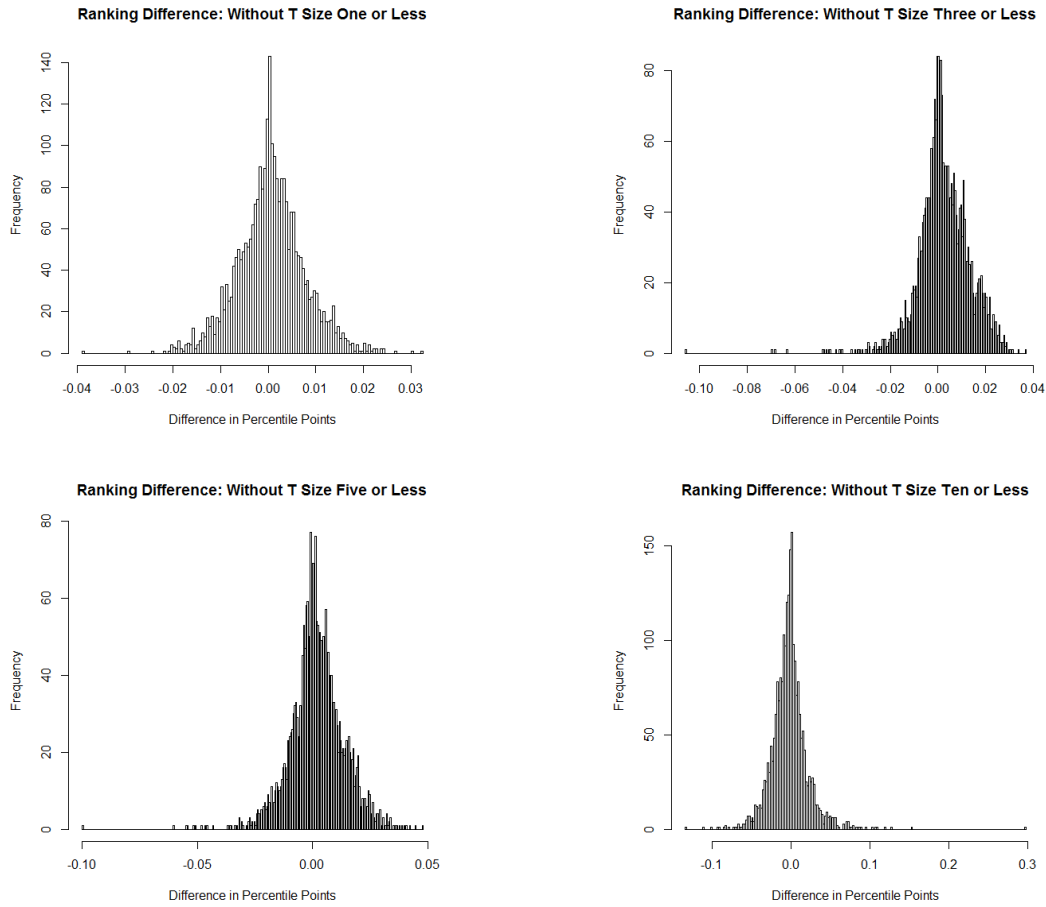 Ranking Difference: Without T Size One or Less
Frequency
0 20 40 60 80 100 120 140
-0.04 -0.03 -0.02 -0.01 0.00 0.01 0.02 0.03
Difference in Percentile Points
Ranking Difference: Without T Size Three or Less
Frequency
0 20 40 60 80
-0.10 -0.08 -0.06 -0.04 -0.02 0.00 0.02 0.04
Difference in Percentile Points
Ranking Difference: Without T Size Five or Less
Frequency
0 20 40 60 80
-0.10 -0.05 0.00 0.05
Difference in Percentile Points
Ranking Difference: Without T Size Ten or Less
Frequency
0 50 100 150
-0.1 0.0 0.1 0.2 0.3
Difference in Percentile Points